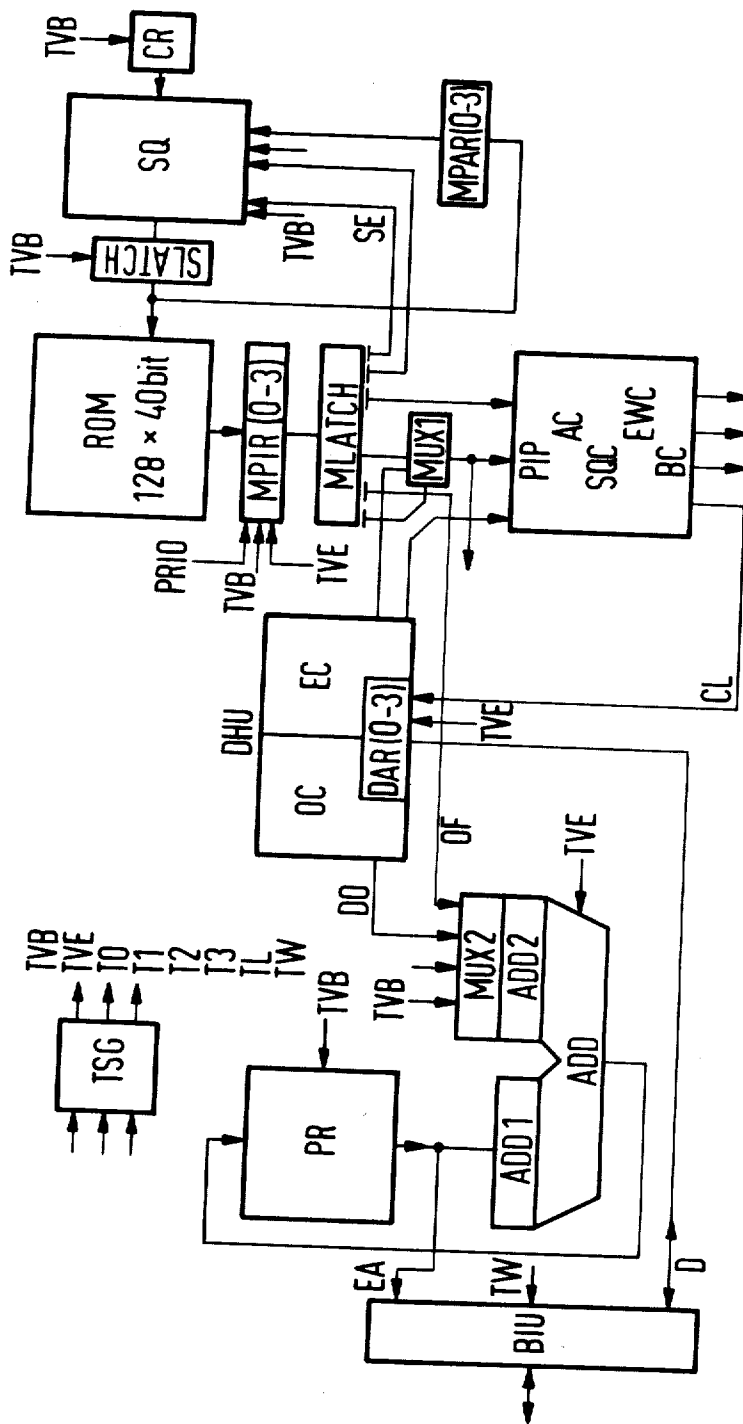 TVB
TVE
T0
T1
T2
T3
TL
TW
TSG
TVB
CR
SQ
TVB
SLATCH
TVB
SE
MPAR(0-3)
ROM
128 × 40bit
PRIO
TVB
TVE
MPIR (0-3)
MLATCH
MUX1
PIP
AC
SQC
EWC
BC
CL
DHU
OC
EC
DAR(0-3)
TVE
DO
OF
PR
TVB
TVB
MUX2
ADD2
ADD1
ADD
TVE
EA
TW
D
BIU